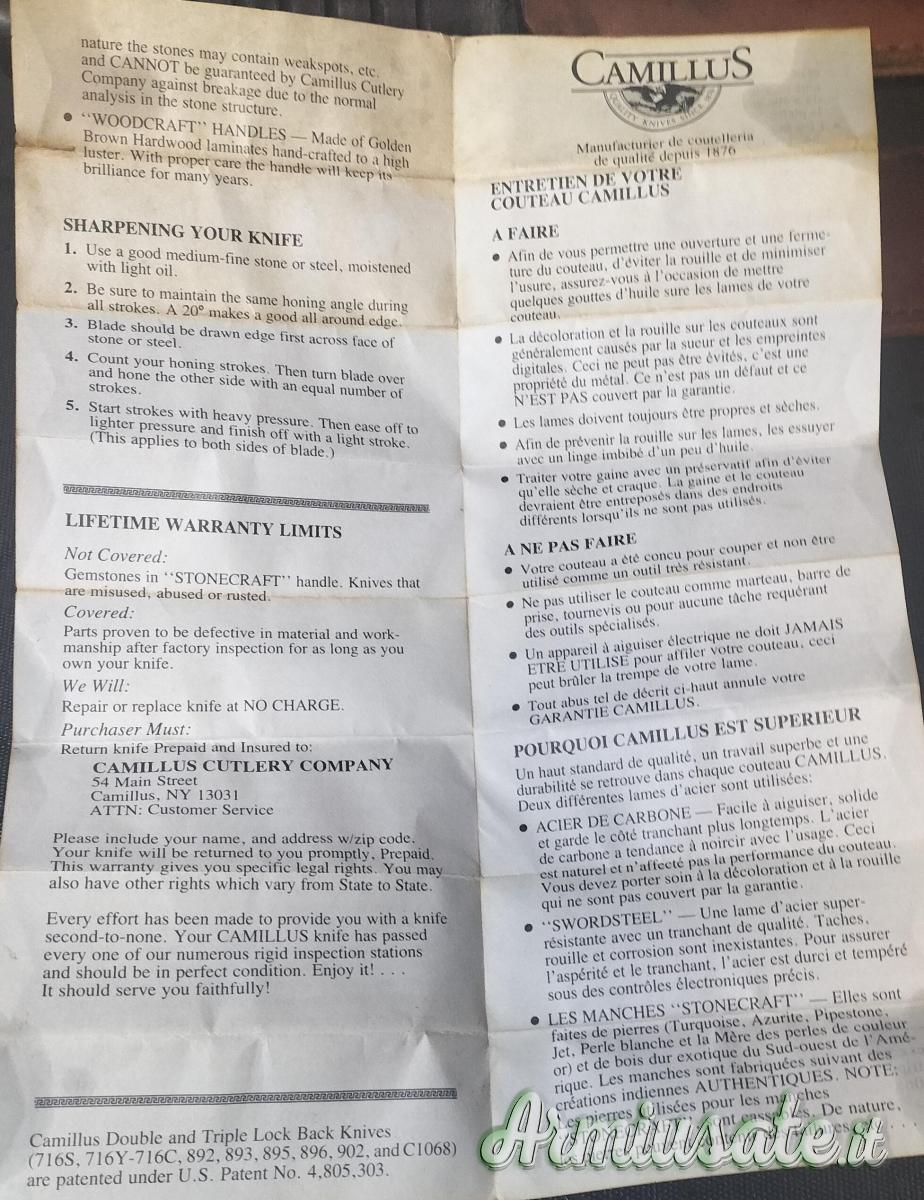 nature the stones may contain weakspots, etc.
and CANNOT be guaranteed by Camillus Cutlery
Company against breakage due to the normal
analysis in the stone structure.
• "WOODCRAFT" HANDLES — Made of Golden
Brown Hardwood laminates hand-crafted to a high
luster. With proper care the handle will keep its
brilliance for many years.
SHARPENING YOUR KNIFE
1. Use a good medium-fine stone or steel, moistened
with light oil.
2. Be sure to maintain the same honing angle during
all strokes. A 20° makes a good all around edge.
3. Blade should be drawn edge first across face of
stone or steel.
4. Count your honing strokes. Then turn blade over
and hone the other side with an equal number of
strokes.
5. Start strokes with heavy pressure. Then ease off to
lighter pressure and finish off with a light stroke.
(This applies to both sides of blade.)
LIFETIME WARRANTY LIMITS
Not Covered:
Gemstones in "STONECRAFT" handle. Knives that
are misused, abused or rusted.
Covered:
Parts proven to be defective in material and work-
manship after factory inspection for as long as you
own your knife.
We Will:
Repair or replace knife at NO CHARGE.
Purchaser Must:
Return knife Prepaid and Insured to:
CAMILLUS CUTLERY COMPANY
54 Main Street
Camillus, NY 13031
ATTN: Customer Service
Please include your name, and address w/zip code.
Your knife will be returned to you promptly, Prepaid.
This warranty gives you specific legal rights. You may
also have other rights which vary from State to State.
Every effort has been made to provide you with a knife
second-to-none. Your CAMILLUS knife has passed
every one of our numerous rigid inspection stations
and should be in perfect condition. Enjoy it! . . .
It should serve you faithfully!
Camillus Double and Triple Lock Back Knives
(716S, 716Y-716C, 892, 893, 895, 896, 902, and C1068)
are patented under U.S. Patent No. 4,805,303.
CAMILLUS
QUALITY KNIVES SINCE 1876
Manufacturier de coutelleria
de qualité depuis 1876
ENTRETIEN DE VOTRE
COUTEAU CAMILLUS
A FAIRE
• Afin de vous permettre une ouverture et une ferme-
ture du couteau, d'éviter la rouille et de minimiser
l'usure, assurez-vous à l'occasion de mettre
quelques gouttes d'huile sure les lames de votre
couteau.
• La décoloration et la rouille sur les couteaux sont
généralement causés par la sueur et les empreintes
digitales. Ceci ne peut pas être évités, c'est une
propriété du métal. Ce n'est pas un défaut et ce
N'EST PAS couvert par la garantie.
• Les lames doivent toujours être propres et sèches.
• Afin de prévenir la rouille sur les lames, les essuyer
avec un linge imbibé d'un peu d'huile.
• Traiter votre gaine avec un préservatif afin d'éviter
qu'elle sèche et craque. La gaine et le couteau
devraient être entreposés dans des endroits
différents lorsqu'ils ne sont pas utilisés.
A NE PAS FAIRE
• Votre couteau a été conçu pour couper et non être
utilisé comme un outil très résistant.
• Ne pas utiliser le couteau comme marteau, barre de
prise, tournevis ou pour aucune tâche requérant
des outils spécialisés.
• Un appareil à aiguiser électrique ne doit JAMAIS
ETRE UTILISÉ pour affiler votre couteau, ceci
peut brûler la trempe de votre lame.
• Tout abus tel de décrit ci-haut annule votre
GARANTIE CAMILLUS.
POURQUOI CAMILLUS EST SUPERIEUR
Un haut standard de qualité, un travail superbe et une
durabilité se retrouve dans chaque couteau CAMILLUS.
Deux différentes lames d'acier sont utilisées:
• ACIER DE CARBONE — Facile à aiguiser, solide
et garde le côté tranchant plus longtemps. L'acier
de carbone a tendance à noircir avec l'usage. Ceci
est naturel et n'affecté pas la performance du couteau.
Vous devez porter soin à la décoloration et à la rouille
qui ne sont pas couvert par la garantie.
• "SWORDSTEEL" — Une lame d'acier super-
résistante avec un tranchant de qualité. Taches,
rouille et corrosion sont inexistantes. Pour assurer
l'aspérité et le tranchant, l'acier est durci et tempéré
sous des contrôles électroniques précis.
• LES MANCHES "STONECRAFT" — Elles sont
faites de pierres (Turquoise, Azurite, Pipestone,
Jet, Perle blanche et la Mère des perles de couleur
or) et de bois dur exotique du Sud-ouest de l'Amé-
rique. Les manches sont fabriquées suivant des
créations indiennes AUTHENTIQUES. NOTE:
Les pierres utilisées pour les manches
sont cassables. De nature,
Armiusate.it